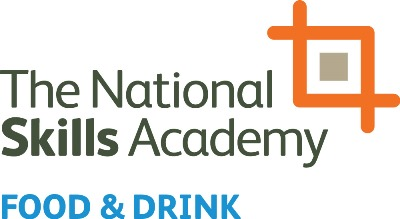 The National
Skills Academy
FOOD & DRINK